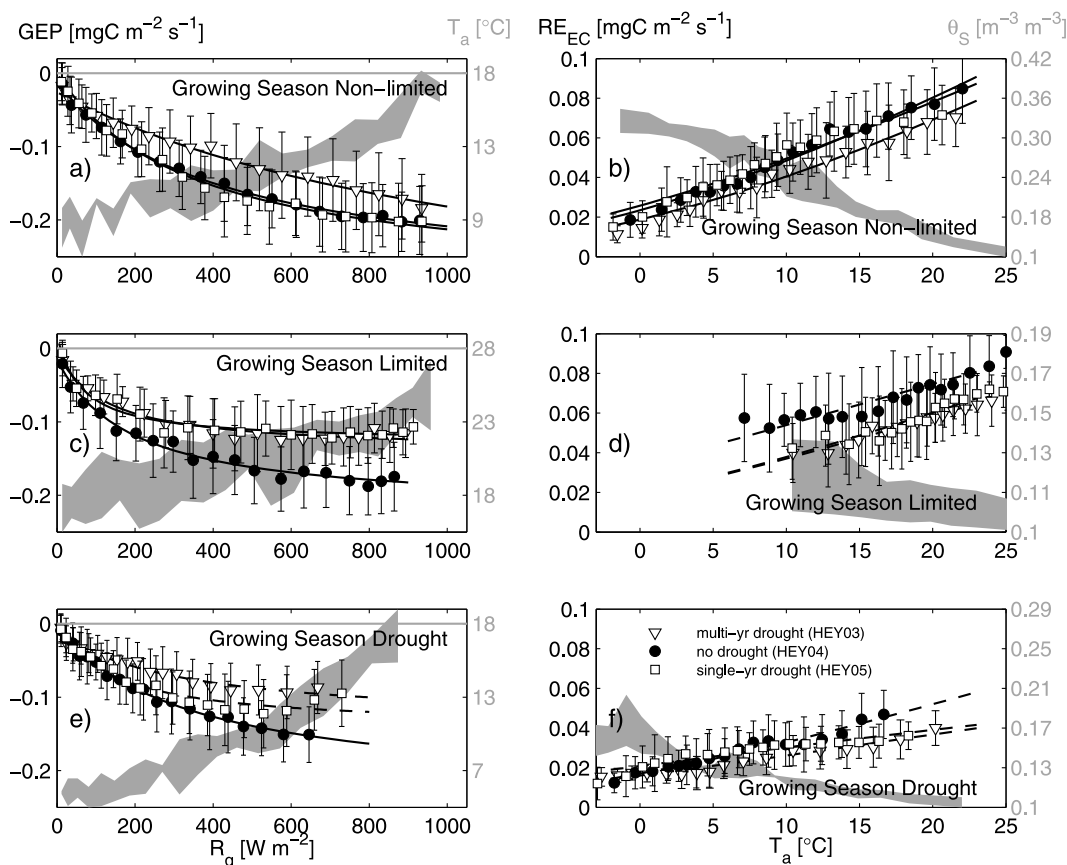 GEP [mgC m⁻² s⁻¹] Tₐ [°C] RE_EC [mgC m⁻² s⁻¹] θ_S [m⁻³ m⁻³]
0 -0.1 -0.2
18 13 9
Growing Season Non-limited
a)
0 200 400 600 800 1000
0.1 0.08 0.06 0.04 0.02 0
0.42 0.36 0.3 0.24 0.18 0.1
b)
Growing Season Non-limited
0 5 10 15 20 25
0 -0.1 -0.2
28 23 18
Growing Season Limited
c)
0 200 400 600 800 1000
0.1 0.08 0.06 0.04 0.02 0
0.19 0.17 0.15 0.13 0.11 0.1
d)
Growing Season Limited
0 5 10 15 20 25
0 -0.1 -0.2
18 13 7
Growing Season Drought
e)
0 200 400 600 800 1000
R_g [W m⁻²]
0.1 0.08 0.06 0.04 0.02 0
0.29 0.25 0.21 0.17 0.13 0.1
multi-yr drought (HEY03)
no drought (HEY04)
single-yr drought (HEY05)
f)
Growing Season Drought
0 5 10 15 20 25
Tₐ [°C]